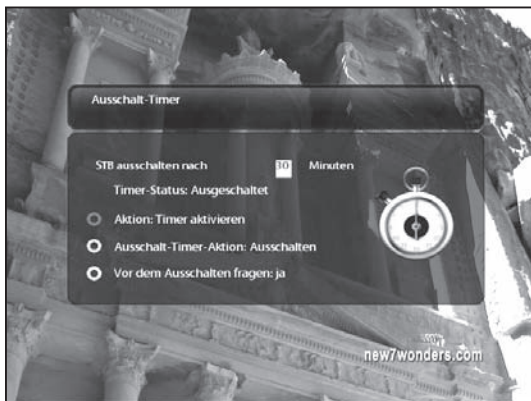 Ausschalt-Timer
STB ausschalten nach 10 Minuten
Timer-Status: Ausgeschaltet
Aktion: Timer aktivieren
Ausschalt-Timer-Aktion: Ausschalten
Vor dem Ausschalten fragen: ja
new7wonders.com